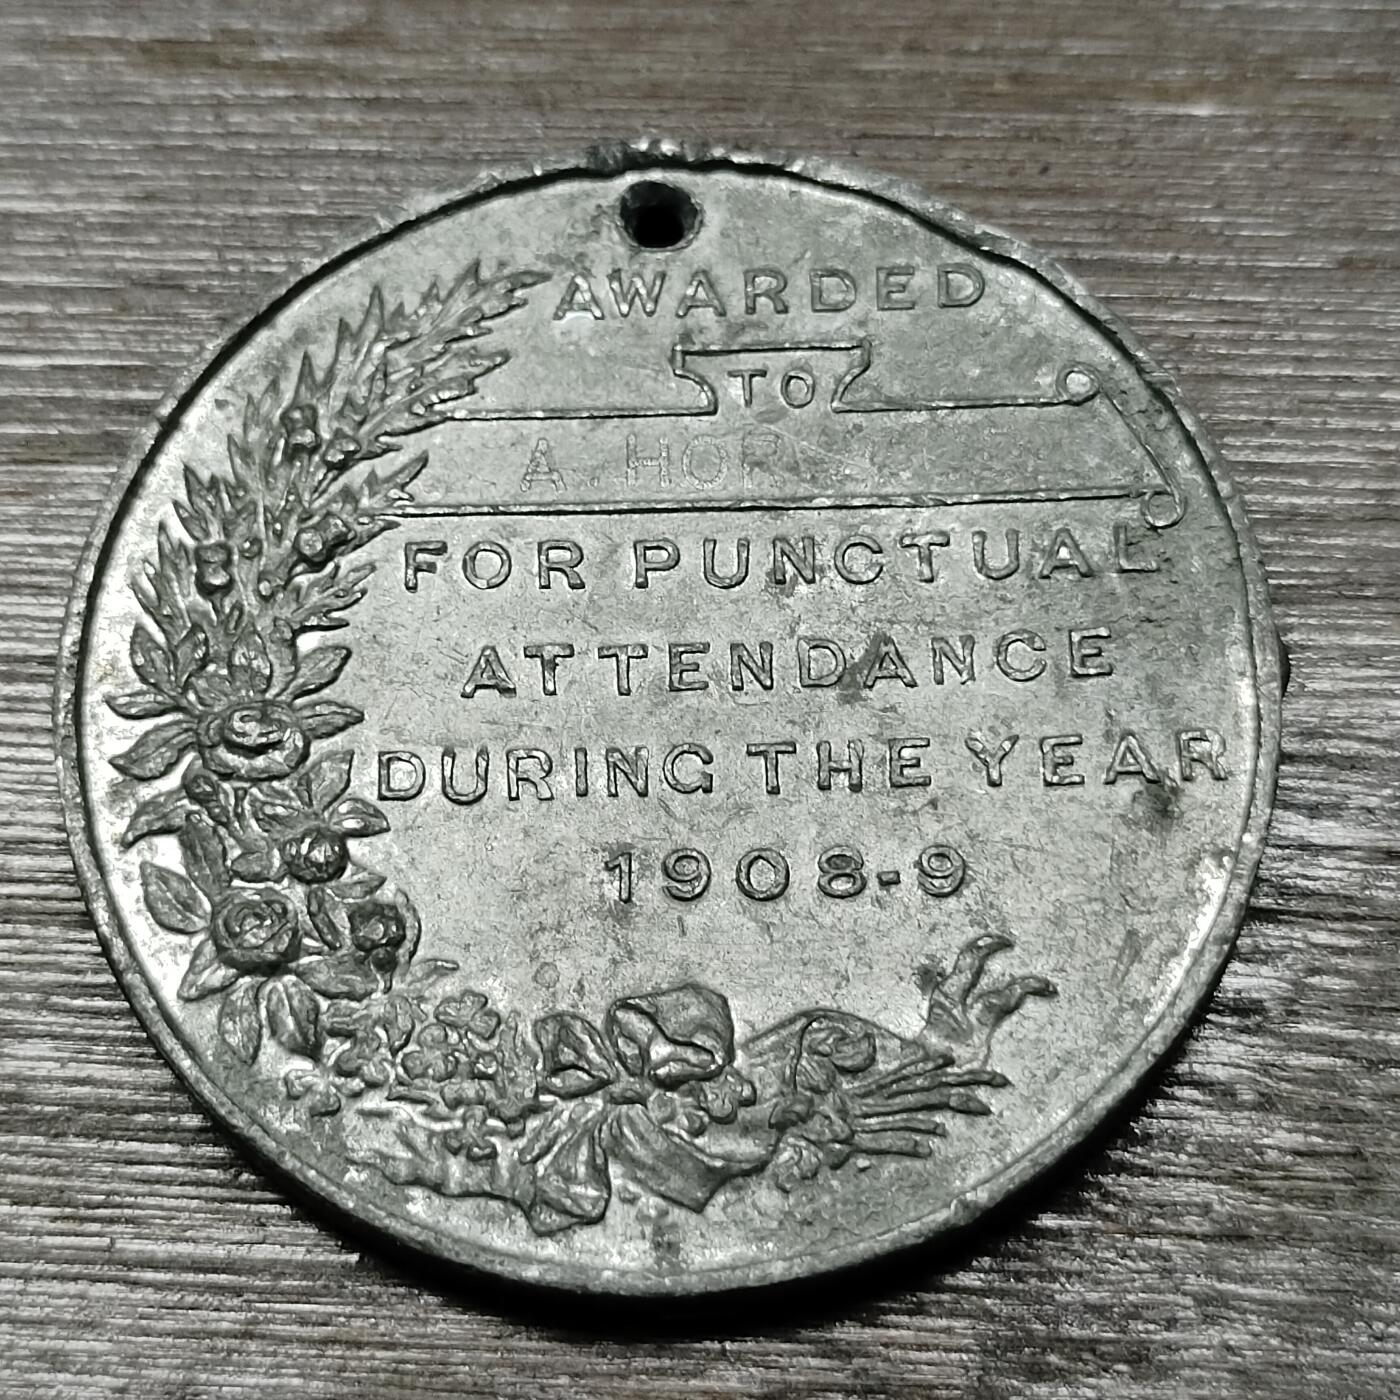 AWARDED
TO
A. HOR
FOR PUNCTUAL
ATTENDANCE
DURING THE YEAR
1908-9